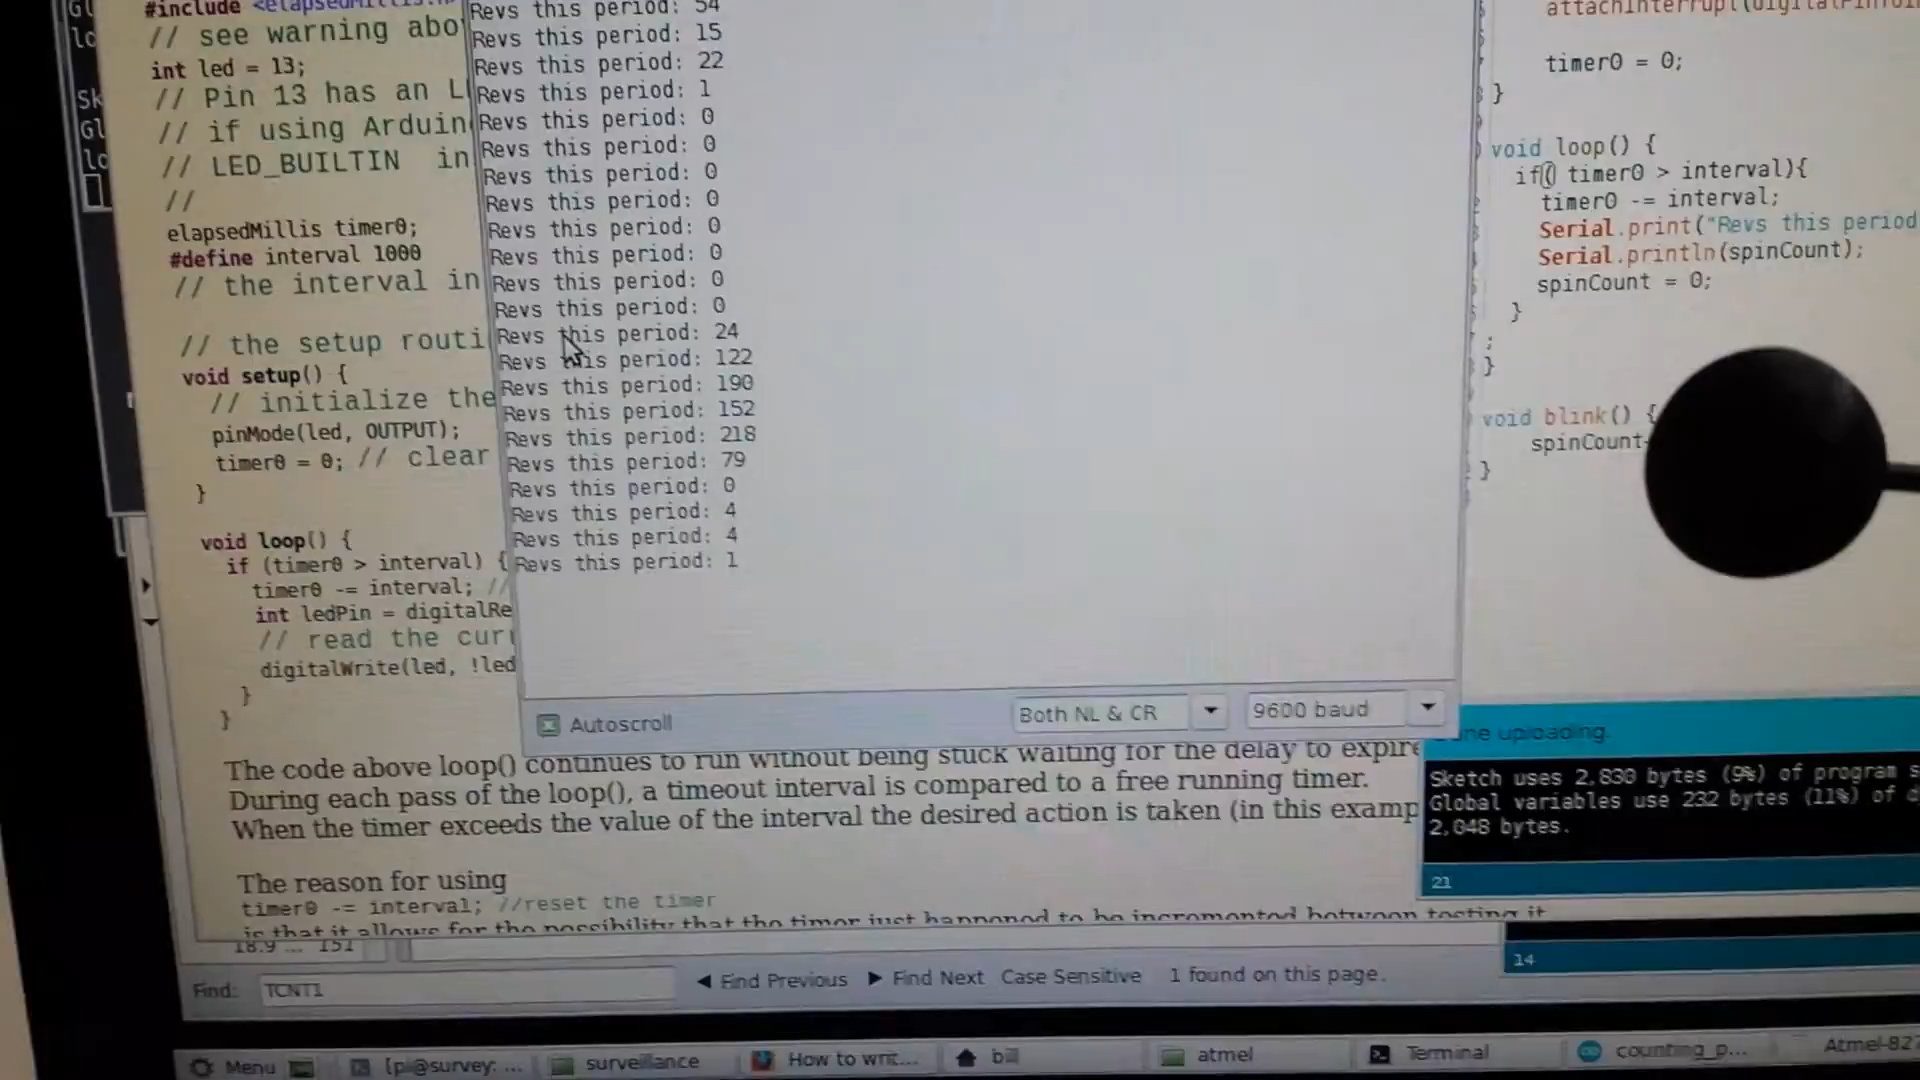 #include <elapsedMillis.h
// see warning abo
int led = 13;
// Pin 13 has an L
// if using Arduin
// LED_BUILTIN in
//
elapsedMillis timer0;
#define interval 1000
// the interval in
// the setup routi
void setup() {
// initialize the
pinMode(led, OUTPUT);
timer0 = 0; // clear
}
void loop() {
if (timer0 > interval) {
timer0 -= interval; //
int ledPin = digitalRe
// read the cur
digitalWrite(led, !led
}
}
The code above loop() continues to run without being stuck waiting for the delay to expire
During each pass of the loop(), a timeout interval is compared to a free running timer.
When the timer exceeds the value of the interval the desired action is taken (in this examp
The reason for using
timer0 -= interval; //reset the timer
is that it allows for the possibility that the timer just happened to be incremented between testing it
Revs this period: 54
Revs this period: 15
Revs this period: 22
Revs this period: 1
Revs this period: 0
Revs this period: 0
Revs this period: 0
Revs this period: 0
Revs this period: 0
Revs this period: 0
Revs this period: 0
Revs this period: 0
Revs this period: 24
Revs this period: 122
Revs this period: 190
Revs this period: 152
Revs this period: 218
Revs this period: 79
Revs this period: 0
Revs this period: 4
Revs this period: 4
Revs this period: 1
Autoscroll
Both NL & CR
9600 baud
attachInterrupt(digitalPinToIn
timer0 = 0;
}
void loop() {
if( timer0 > interval){
timer0 -= interval;
Serial.print("Revs this period
Serial.println(spinCount);
spinCount = 0;
}
;
}
void blink() {
spinCount
}
ne uploading.
Sketch uses 2,830 bytes (9%) of program s
Global variables use 232 bytes (11%) of d
2,048 bytes.
21
14
18.9 ... 151
Find: TCNT1
Find Previous
Find Next
Case Sensitive
1 found on this page.
Menu
[pi@survey: ...
surveillance
How to writ...
bill
atmel
Terminal
counting_p...
Atmel-827